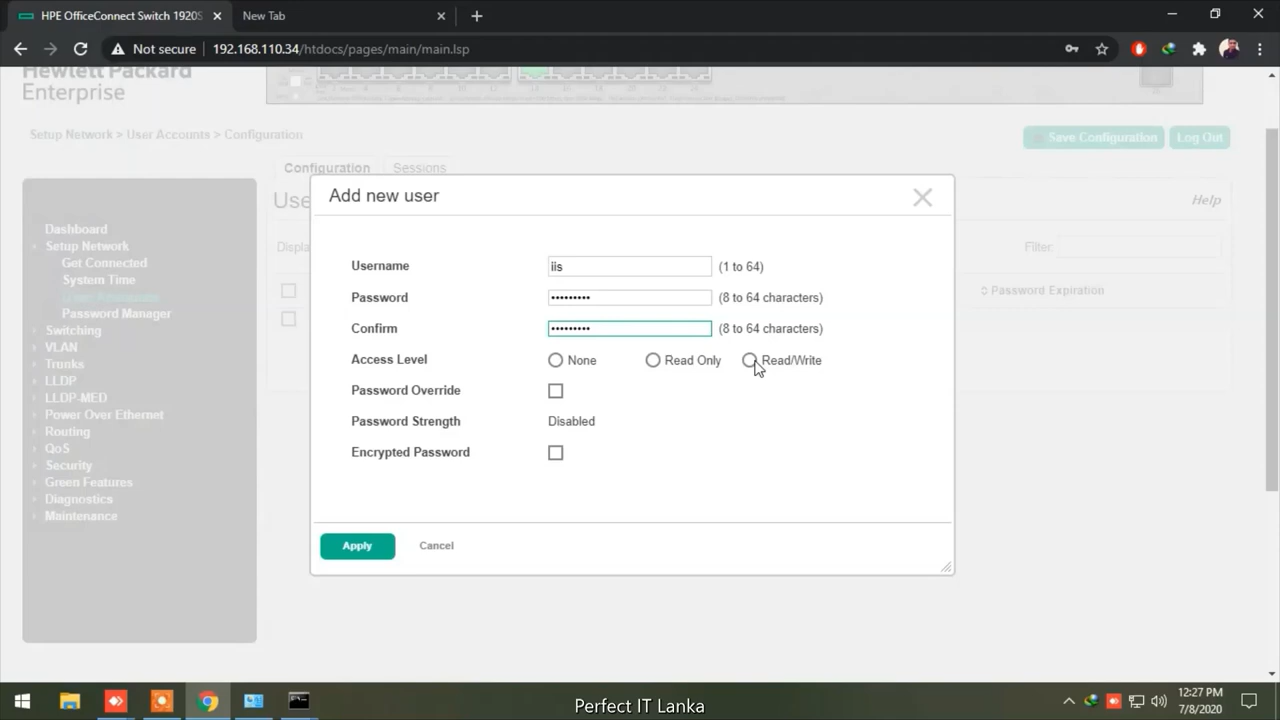 HPE OfficeConnect Switch 1920S
New Tab
Not secure
192.168.110.34/htdocs/pages/main/main.lsp
Hewlett Packard
Enterprise
Setup Network > User Accounts > Configuration
Save Configuration
Log Out
Configuration
Sessions
Use
Help
Displa
Filter:
Password Expiration
Dashboard
Setup Network
Get Connected
System Time
Password Manager
Switching
VLAN
Trunks
LLDP
LLDP-MED
Power Over Ethernet
Routing
QoS
Security
Green Features
Diagnostics
Maintenance
Add new user
Username
iis
(1 to 64)
Password
•••••••••
(8 to 64 characters)
Confirm
•••••••••
(8 to 64 characters)
Access Level
None
Read Only
Read/Write
Password Override
Password Strength
Disabled
Encrypted Password
Apply
Cancel
12:27 PM
7/8/2020
Perfect IT Lanka